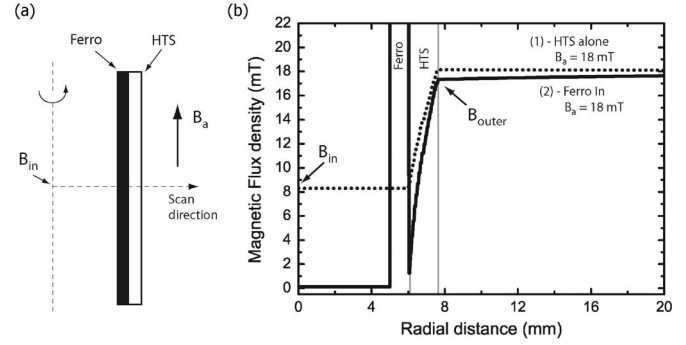 (a)
Ferro
HTS
B_a
B_in
Scan
direction
(b)
Magnetic Flux density (mT)
22
20
18
16
14
12
10
8
6
4
2
0
Ferro
HTS
(1) - HTS alone
B_a = 18 mT
(2) - Ferro In
B_a = 18 mT
B_outer
B_in
0 4 8 12 16 20
Radial distance (mm)